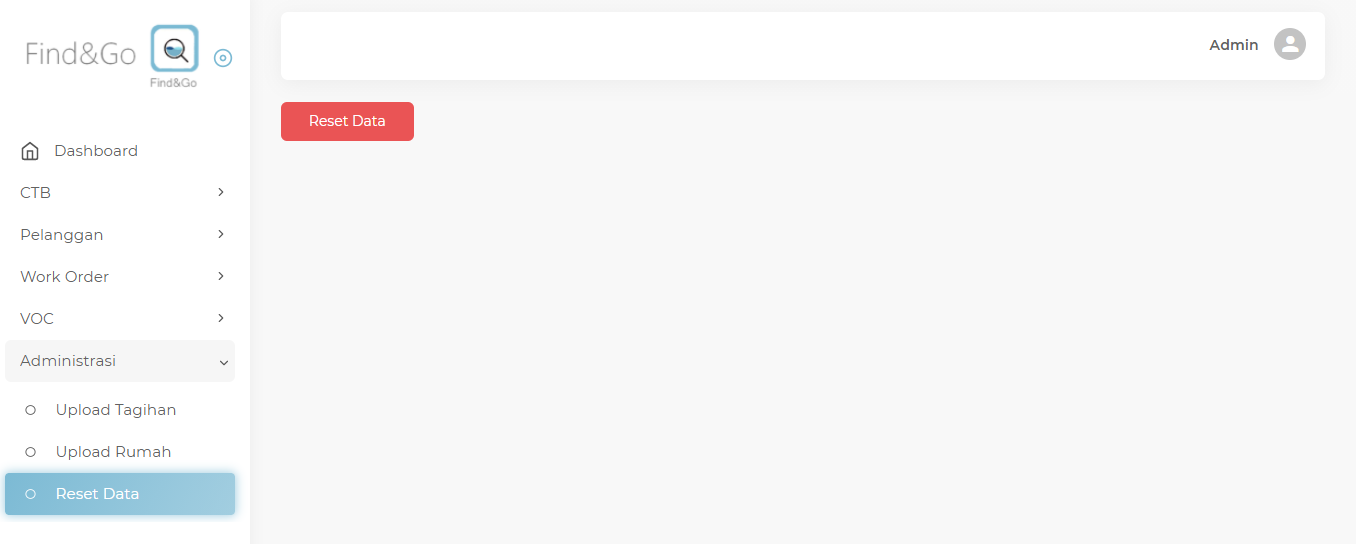 Find&Go
Find&Go
Admin
Reset Data
Dashboard
CTB
Pelanggan
Work Order
VOC
Administrasi
Upload Tagihan
Upload Rumah
Reset Data